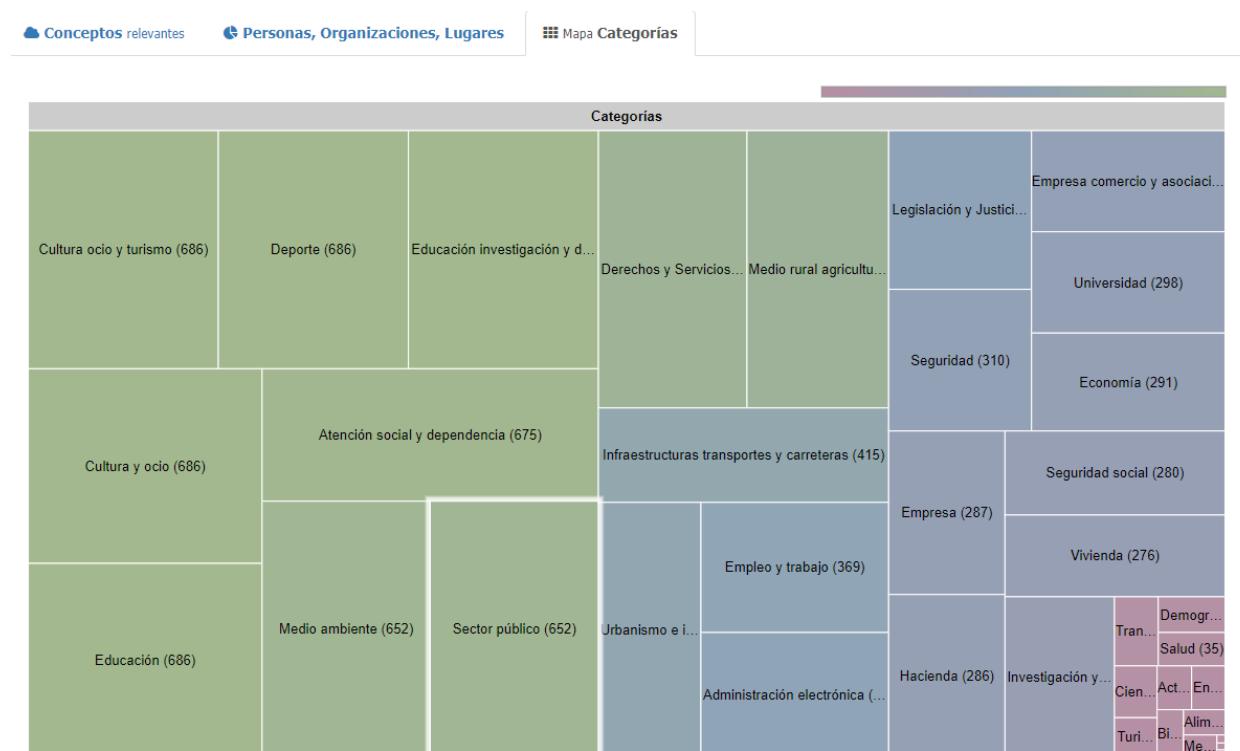 Conceptos relevantes
Personas, Organizaciones, Lugares
Mapa Categorías
Categorías
Cultura ocio y turismo (686)
Deporte (686)
Educación investigación y d...
Derechos y Servicios...
Medio rural agricultu...
Legislación y Justici...
Empresa comercio y asociaci...
Universidad (298)
Seguridad (310)
Economía (291)
Cultura y ocio (686)
Atención social y dependencia (675)
Infraestructuras transportes y carreteras (415)
Empresa (287)
Seguridad social (280)
Vivienda (276)
Educación (686)
Medio ambiente (652)
Sector público (652)
Urbanismo e i...
Empleo y trabajo (369)
Administración electrónica (...
Hacienda (286)
Investigación y...
Tran...
Demogr...
Salud (35)
Cien...
Act...
En...
Turi...
Bi...
Alim...
Me...